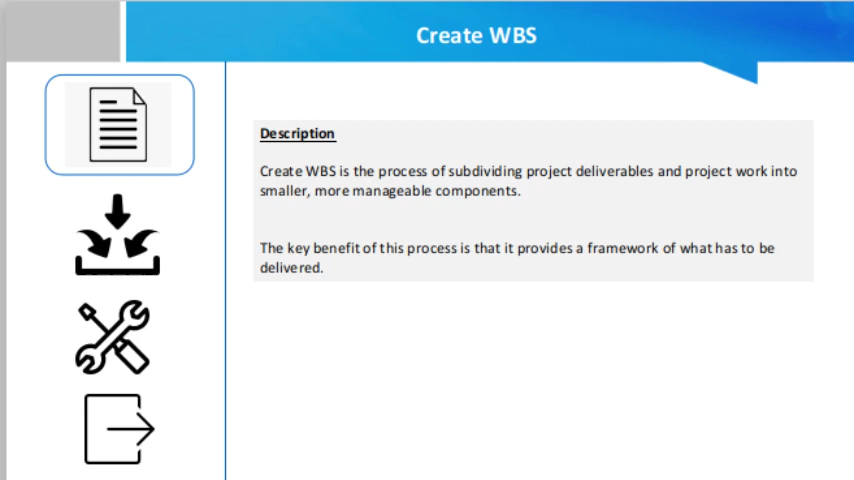 Create WBS
Description
Create WBS is the process of subdividing project deliverables and project work into
smaller, more manageable components.
The key benefit of this process is that it provides a framework of what has to be
delivered.